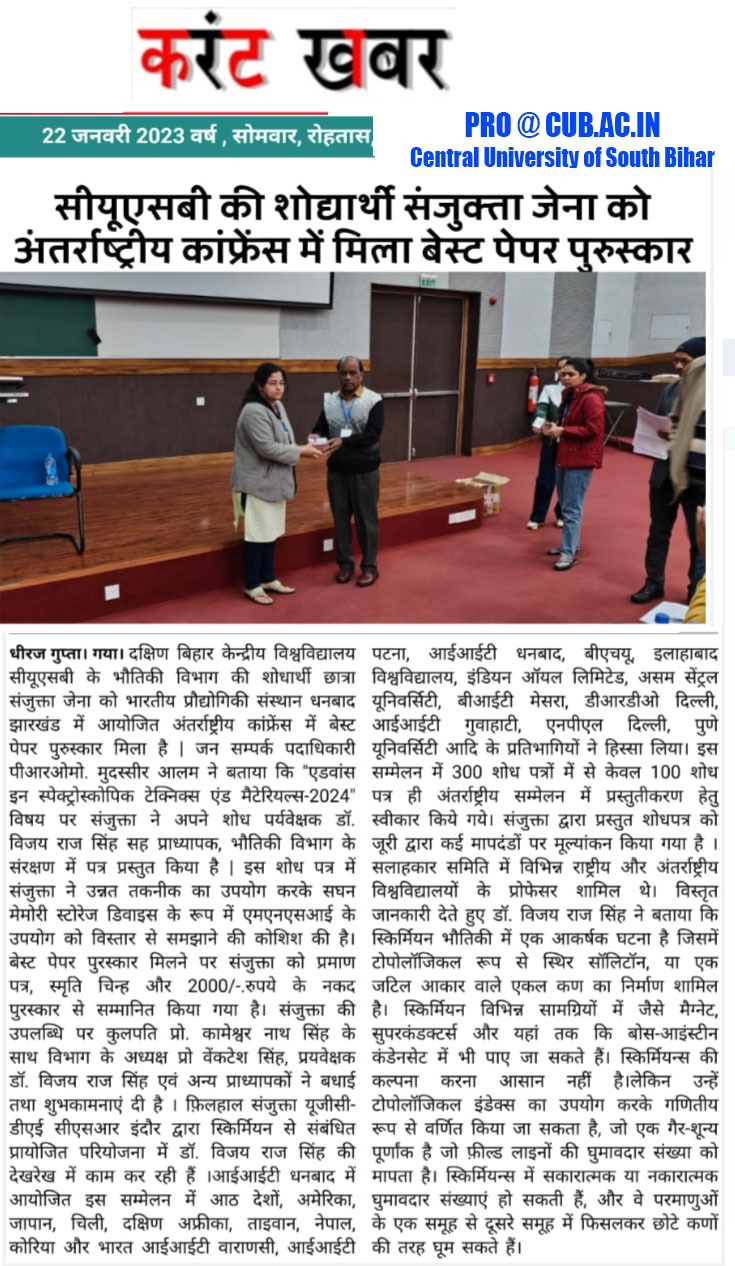 करंट खबर
22 जनवरी 2023 वर्ष , सोमवार, रोहतास,
PRO @ CUB.AC.IN
Central University of South Bihar
सीयूएसबी की शोद्यार्थी संजुक्ता जेना को
अंतर्राष्ट्रीय कांफ्रेंस में मिला बेस्ट पेपर पुरुस्कार
EXIT
धीरज गुप्ता। गया। दक्षिण बिहार केन्द्रीय विश्वविद्यालय
सीयूएसबी के भौतिकी विभाग की शोधार्थी छात्रा
संजुक्ता जेना को भारतीय प्रौद्योगिकी संस्थान धनबाद
झारखंड में आयोजित अंतर्राष्ट्रीय कांफ्रेंस में बेस्ट
पेपर पुरुस्कार मिला है | जन सम्पर्क पदाधिकारी
पीआरओमो. मुदस्सीर आलम ने बताया कि "एडवांस
इन स्पेक्ट्रोस्कोपिक टेक्निक्स एंड मैटेरियल्स-2024"
विषय पर संजुक्ता ने अपने शोध पर्यवेक्षक डॉ.
विजय राज सिंह सह प्राध्यापक, भौतिकी विभाग के
संरक्षण में पत्र प्रस्तुत किया है | इस शोध पत्र में
संजुक्ता ने उन्नत तकनीक का उपयोग करके सघन
मेमोरी स्टोरेज डिवाइस के रूप में एमएनएसआई के
उपयोग को विस्तार से समझाने की कोशिश की है।
बेस्ट पेपर पुरस्कार मिलने पर संजुक्ता को प्रमाण
पत्र, स्मृति चिन्ह और 2000/-.रुपये के नकद
पुरस्कार से सम्मानित किया गया है। संजुक्ता की
उपलब्धि पर कुलपति प्रो. कामेश्वर नाथ सिंह के
साथ विभाग के अध्यक्ष प्रो वेंकटेश सिंह, प्रयवेक्षक
डॉ. विजय राज सिंह एवं अन्य प्राध्यापकों ने बधाई
तथा शुभकामनाएं दी है । फ़िलहाल संजुक्ता यूजीसी-
डीएई सीएसआर इंदौर द्वारा स्किर्मियन से संबंधित
प्रायोजित परियोजना में डॉ. विजय राज सिंह की
देखरेख में काम कर रही हैं ।आईआईटी धनबाद में
आयोजित इस सम्मेलन में आठ देशों, अमेरिका,
जापान, चिली, दक्षिण अफ्रीका, ताइवान, नेपाल,
कोरिया और भारत आईआईटी वाराणसी, आईआईटी
पटना, आईआईटी धनबाद, बीएचयू, इलाहाबाद
विश्वविद्यालय, इंडियन ऑयल लिमिटेड, असम सेंट्रल
यूनिवर्सिटी, बीआईटी मेसरा, डीआरडीओ दिल्ली,
आईआईटी गुवाहाटी, एनपीएल दिल्ली, पुणे
यूनिवर्सिटी आदि के प्रतिभागियों ने हिस्सा लिया। इस
सम्मेलन में 300 शोध पत्रों में से केवल 100 शोध
पत्र ही अंतर्राष्ट्रीय सम्मेलन में प्रस्तुतीकरण हेतु
स्वीकार किये गये। संजुक्ता द्वारा प्रस्तुत शोधपत्र को
जूरी द्वारा कई मापदंडों पर मूल्यांकन किया गया है ।
सलाहकार समिति में विभिन्न राष्ट्रीय और अंतर्राष्ट्रीय
विश्वविद्यालयों के प्रोफेसर शामिल थे। विस्तृत
जानकारी देते हुए डॉ. विजय राज सिंह ने बताया कि
स्किर्मियन भौतिकी में एक आकर्षक घटना है जिसमें
टोपोलॉजिकल रूप से स्थिर सॉलिटॉन, या एक
जटिल आकार वाले एकल कण का निर्माण शामिल
है। स्किर्मियन विभिन्न सामग्रियों में जैसे मैग्नेट,
सुपरकंडक्टर्स और यहां तक कि बोस-आइंस्टीन
कंडेनसेट में भी पाए जा सकते हैं। स्किर्मियन्स की
कल्पना करना आसान नहीं है।लेकिन उन्हें
टोपोलॉजिकल इंडेक्स का उपयोग करके गणितीय
रूप से वर्णित किया जा सकता है, जो एक गैर-शून्य
पूर्णांक है जो फ़ील्ड लाइनों की घुमावदार संख्या को
मापता है। स्किर्मियन्स में सकारात्मक या नकारात्मक
घुमावदार संख्याएं हो सकती हैं, और वे परमाणुओं
के एक समूह से दूसरे समूह में फिसलकर छोटे कणों
की तरह घूम सकते हैं।